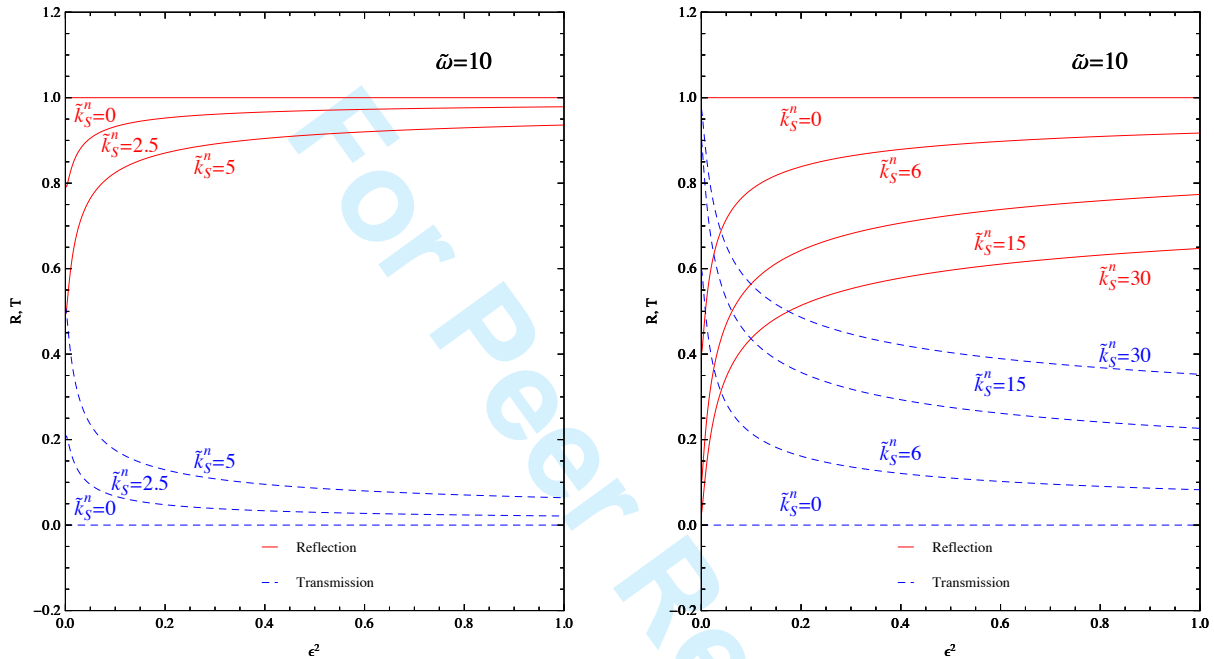 1.2
1.0
0.8
0.6
0.4
0.2
0.0
−0.2
R, T
ω̃=10
k̃ₛⁿ=0
k̃ₛⁿ=2.5
k̃ₛⁿ=5
k̃ₛⁿ=5
k̃ₛⁿ=2.5
k̃ₛⁿ=0
Reflection
Transmission
0.0 0.2 0.4 0.6 0.8 1.0
ϵ²
1.2
1.0
0.8
0.6
0.4
0.2
0.0
−0.2
R, T
ω̃=10
k̃ₛⁿ=0
k̃ₛⁿ=6
k̃ₛⁿ=15
k̃ₛⁿ=30
k̃ₛⁿ=30
k̃ₛⁿ=15
k̃ₛⁿ=6
k̃ₛⁿ=0
Reflection
Transmission
0.0 0.2 0.4 0.6 0.8 1.0
ϵ²
For Peer Re